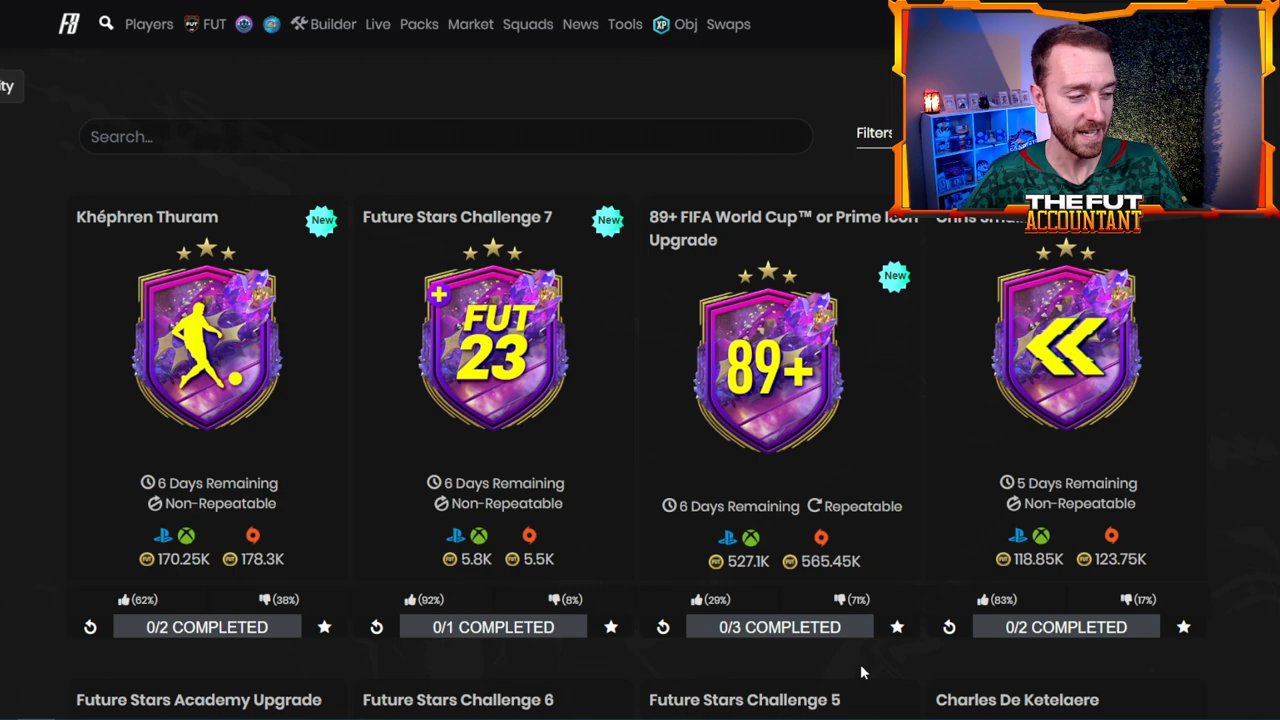 F8 Players FUT Builder Live Packs Market Squads News Tools XP Obj Swaps
ity
Search...
Filters
THE FUT
ACCOUNTANT
Khéphren Thuram
New
Future Stars Challenge 7
New
89+ FIFA World Cup™ or Prime Icon
Upgrade
New
Chris Smal
FUT
23
89+
6 Days Remaining
Non-Repeatable
170.25K 178.3K
6 Days Remaining
Non-Repeatable
5.8K 5.5K
6 Days Remaining Repeatable
527.1K 565.45K
5 Days Remaining
Non-Repeatable
118.85K 123.75K
(62%) (38%)
0/2 COMPLETED
(92%) (8%)
0/1 COMPLETED
(29%) (71%)
0/3 COMPLETED
(83%) (17%)
0/2 COMPLETED
Future Stars Academy Upgrade
Future Stars Challenge 6
Future Stars Challenge 5
Charles De Ketelaere